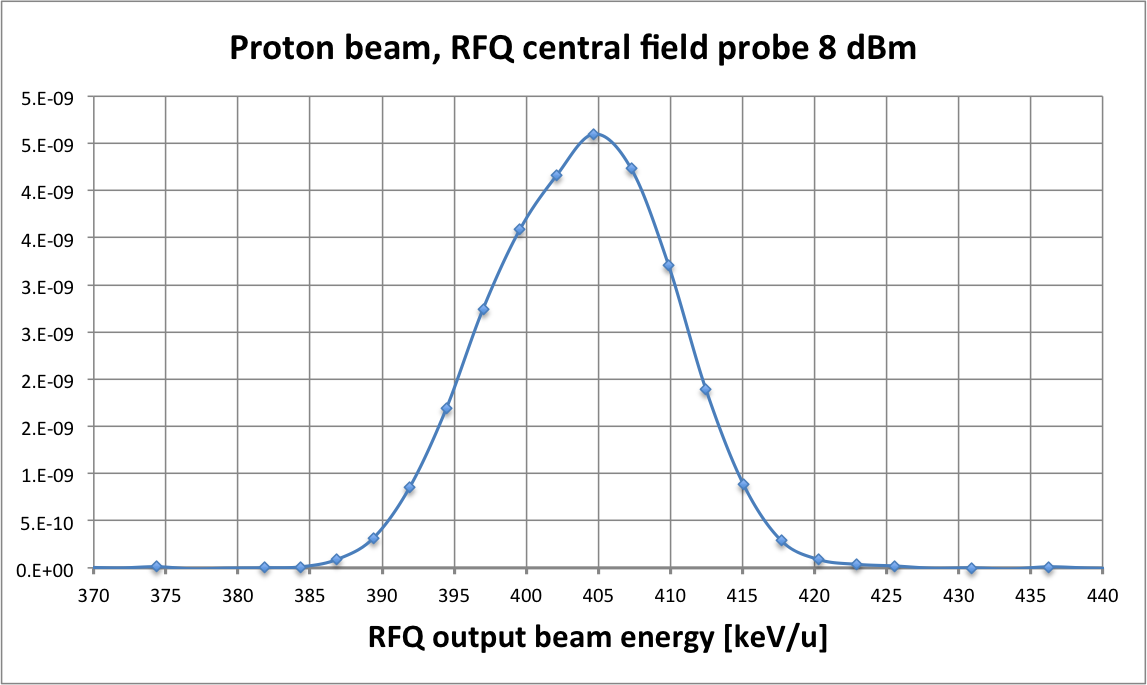 Proton beam, RFQ central field probe 8 dBm
5.E-09
5.E-09
4.E-09
4.E-09
3.E-09
3.E-09
2.E-09
2.E-09
1.E-09
5.E-10
0.E+00
370 375 380 385 390 395 400 405 410 415 420 425 430 435 440
RFQ output beam energy [keV/u]